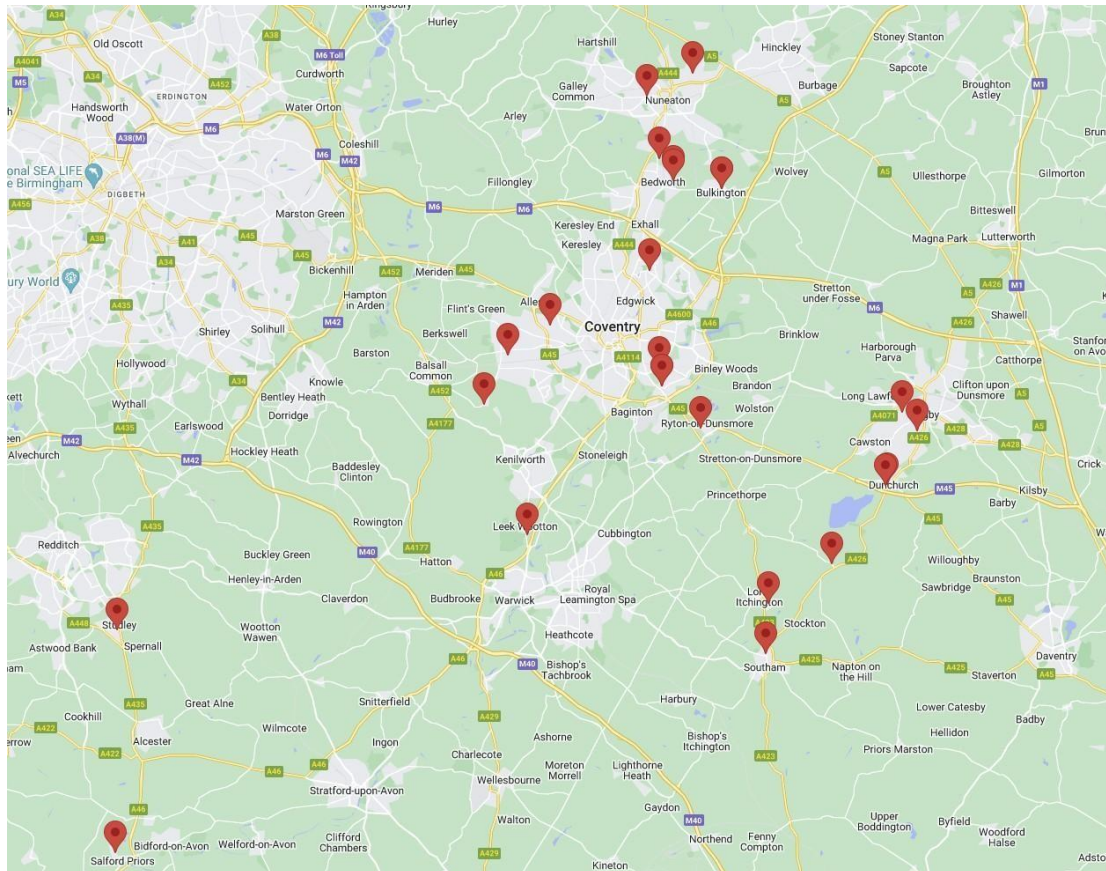 A34
Kingsbury
Hurley
Hartshill
Stoney Stanton
Old Oscott
A38
M6 Toll
A5
Hinckley
A4041
A34
A444
Sapcote
M5
A452
Curdworth
Galley
Common
Nuneaton
Burbage
Broughton
Astley
M1
ERDINGTON
Handsworth
Wood
Water Orton
A5
M6
A38(M)
Arley
Coleshill
M42
M6
onal SEA LIFE
e Birmingham
DIGBETH
Fillongley
Bedworth
Bulkington
Wolvey
A5
Ullesthorpe
Gilmorton
A456
Marston Green
M6
M6
Bitteswell
A38
A41
A45
Keresley End
Exhall
Keresley
A444
Magna Park
Lutterworth
A34
A45
Bickenhill
A452
Meriden
A45
A426
bury World
A435
Hampton
in Arden
Flint's Green
Edgwick
Stretton
under Fosse
A5
M1
M42
A4600
M6
Shawell
Shirley
Solihull
Berkswell
Coventry
A46
Brinklow
A426
Barston
Harborough
Parva
Catthorpe
Hollywood
Balsall
Common
A45
A4114
Binley Woods
A34
Knowle
A452
Brandon
Clifton upon
Dunsmore
Wythall
Bentley Heath
Long Lawford
A5
Dorridge
Baginton
A45
Wolston
A4071
A435
Earlswood
A4177
Ryton-on-Dunsmore
A426
A428
A428
M42
Hockley Heath
Cawston
Alvechurch
M42
Kenilworth
Stoneleigh
Stretton-on-Dunsmore
Crick
Baddesley
Clinton
Dunchurch
M45
Kilsby
Princethorpe
Barby
Rowington
Leek Wootton
A435
Cubbington
A45
Redditch
M40
A4177
A426
Buckley Green
Hatton
Willoughby
Braunston
Henley-in-Arden
A46
Royal
Leamington Spa
Long
Itchington
Sawbridge
A45
Claverdon
Budbrooke
Warwick
A448
Studley
Wootton
Wawen
Stockton
Astwood Bank
Spernall
Heathcote
A46
M40
Southam
A425
Daventry
Bishop's
Tachbrook
Napton on
the Hill
A425
Staverton
A45
A435
Snitterfield
Harbury
Great Alne
Lower Catesby
Cookhill
A429
Badby
A422
Wilmcote
Bishop's
Itchington
Hellidon
Alcester
Ingon
Ashorne
A422
Charlecote
A423
Priors Marston
A46
A46
Moreton
Morrell
Lighthorne
Heath
Wellesbourne
Stratford-upon-Avon
A46
Gaydon
M40
Upper
Boddington
Byfield
Walton
Woodford
Halse
Bidford-on-Avon
Welford-on-Avon
Clifford
Chambers
Northend
Fenny
Compton
Salford Priors
A429
Kineton